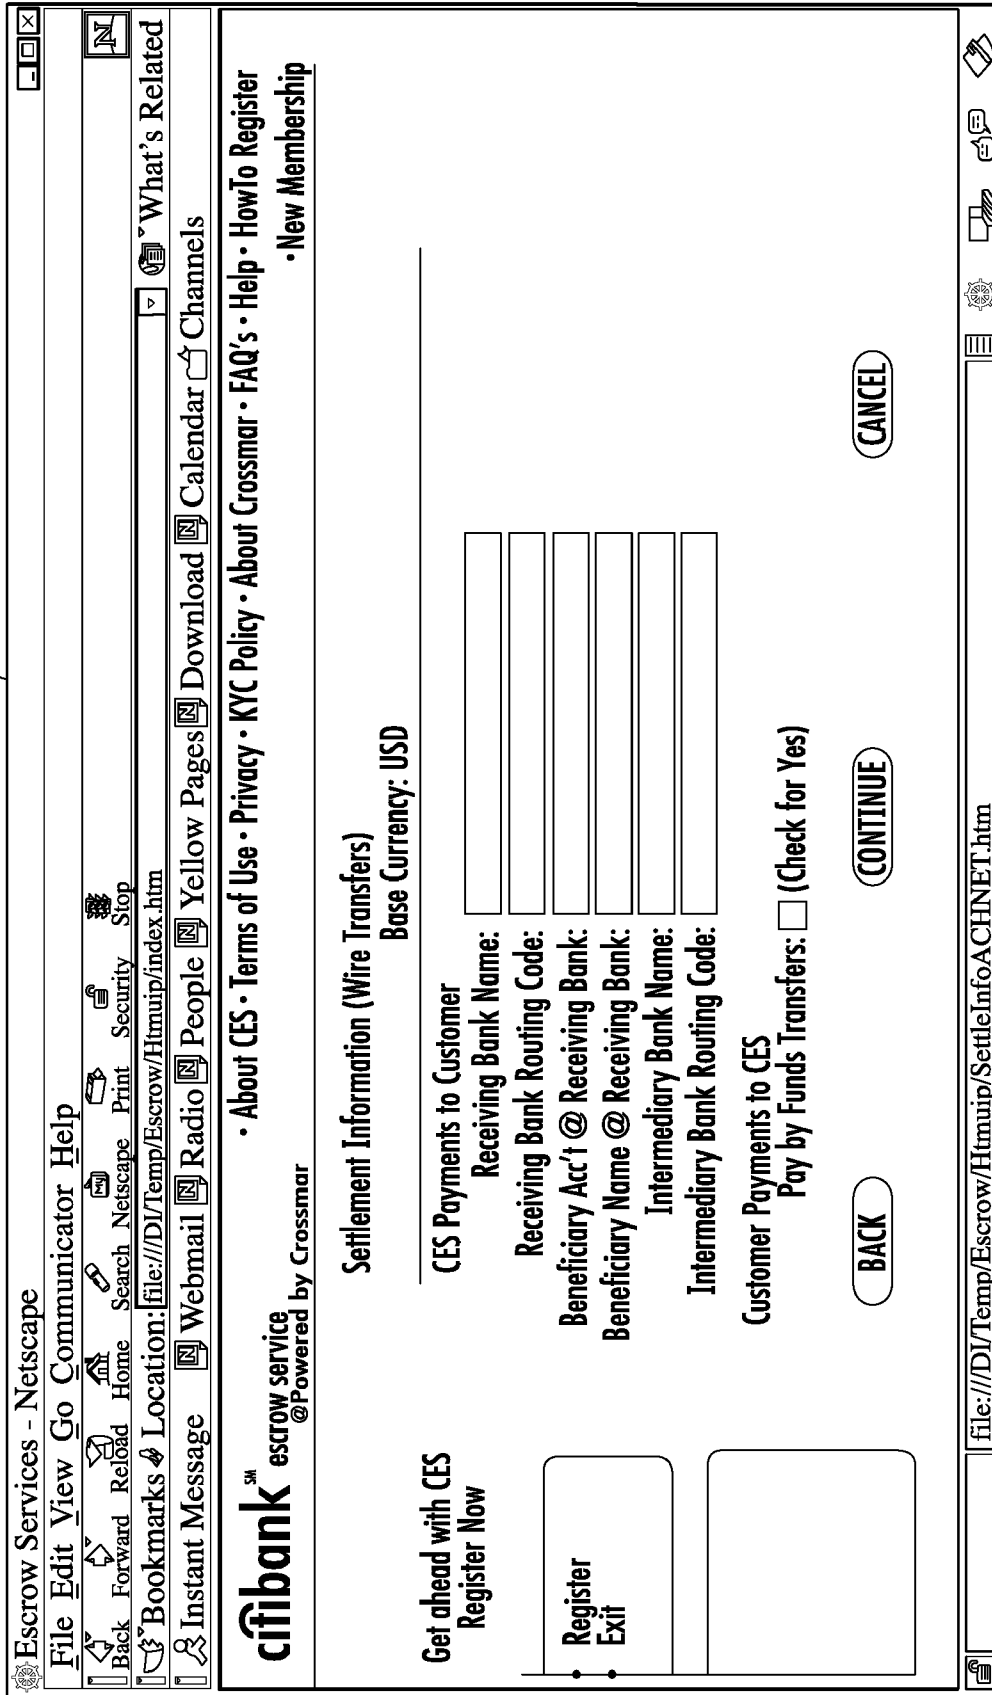 Escrow Services - Netscape
File Edit View Go Communicator Help
Back Forward Reload Home Search Netscape Print Security Stop
N
Bookmarks Location: file:///DI/Temp/Escrow/Htmuip/index.htm What's Related
Instant Message Webmail Radio People Yellow Pages Download Calendar Channels
citibank SM escrow service
@Powered by Crossmar
• About CES • Terms of Use • Privacy • KYC Policy • About Crossmar • FAQ's • Help • HowTo Register
• New Membership
Settlement Information (Wire Transfers)
Base Currency: USD
Get ahead with CES
Register Now
Register
Exit
CES Payments to Customer
Receiving Bank Name:
Receiving Bank Routing Code:
Beneficiary Acc't @ Receiving Bank:
Beneficiary Name @ Receiving Bank:
Intermediary Bank Name:
Intermediary Bank Routing Code:
Customer Payments to CES
Pay by Funds Transfers: (Check for Yes)
BACK CONTINUE CANCEL
file:///DI/Temp/Escrow/Htmuip/SettleInfoACHNET.htm